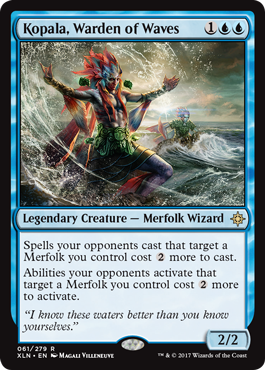 Kopala, Warden of Waves 1
Legendary Creature — Merfolk Wizard
Spells your opponents cast that target a
Merfolk you control cost 2 more to cast.
Abilities your opponents activate that
target a Merfolk you control cost 2 more
to activate.
“I know these waters better than you know
yourselves.”
2/2
061/279 R
XLN • EN Magali Villeneuve
™ & © 2017 Wizards of the Coast